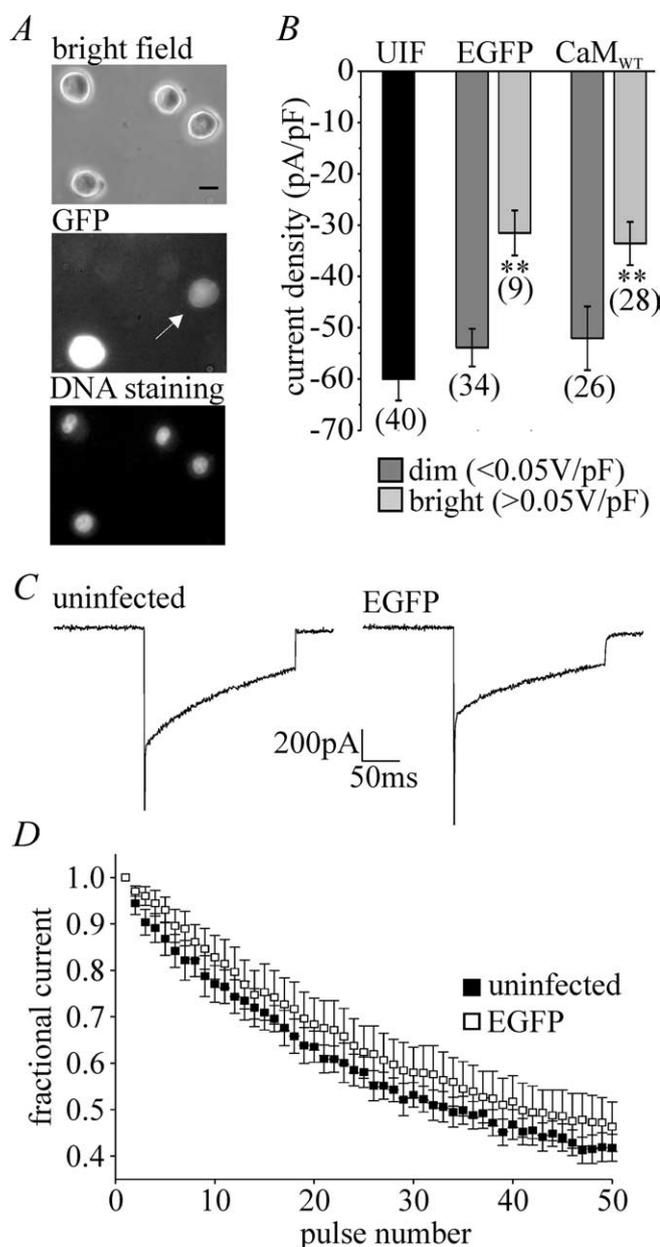 A
bright field
GFP
DNA staining
B
UIF EGFP CaMWT
0
-10
-20
-30
-40
-50
-60
-70
current density (pA/pF)
** **
(9) (28)
(34) (26)
(40)
dim (<0.05V/pF)
bright (>0.05V/pF)
C
uninfected EGFP
200pA
50ms
D
1.0
0.9
0.8
0.7
0.6
0.5
0.4
fractional current
uninfected
EGFP
0 10 20 30 40 50
pulse number